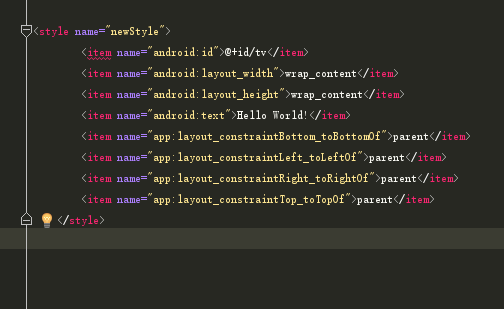 <style name="newStyle">
<item name="android:id">@+id/tv</item>
<item name="android:layout_width">wrap_content</item>
<item name="android:layout_height">wrap_content</item>
<item name="android:text">Hello World!</item>
<item name="app:layout_constraintBottom_toBottomOf">parent</item>
<item name="app:layout_constraintLeft_toLeftOf">parent</item>
<item name="app:layout_constraintRight_toRightOf">parent</item>
<item name="app:layout_constraintTop_toTopOf">parent</item>
</style>